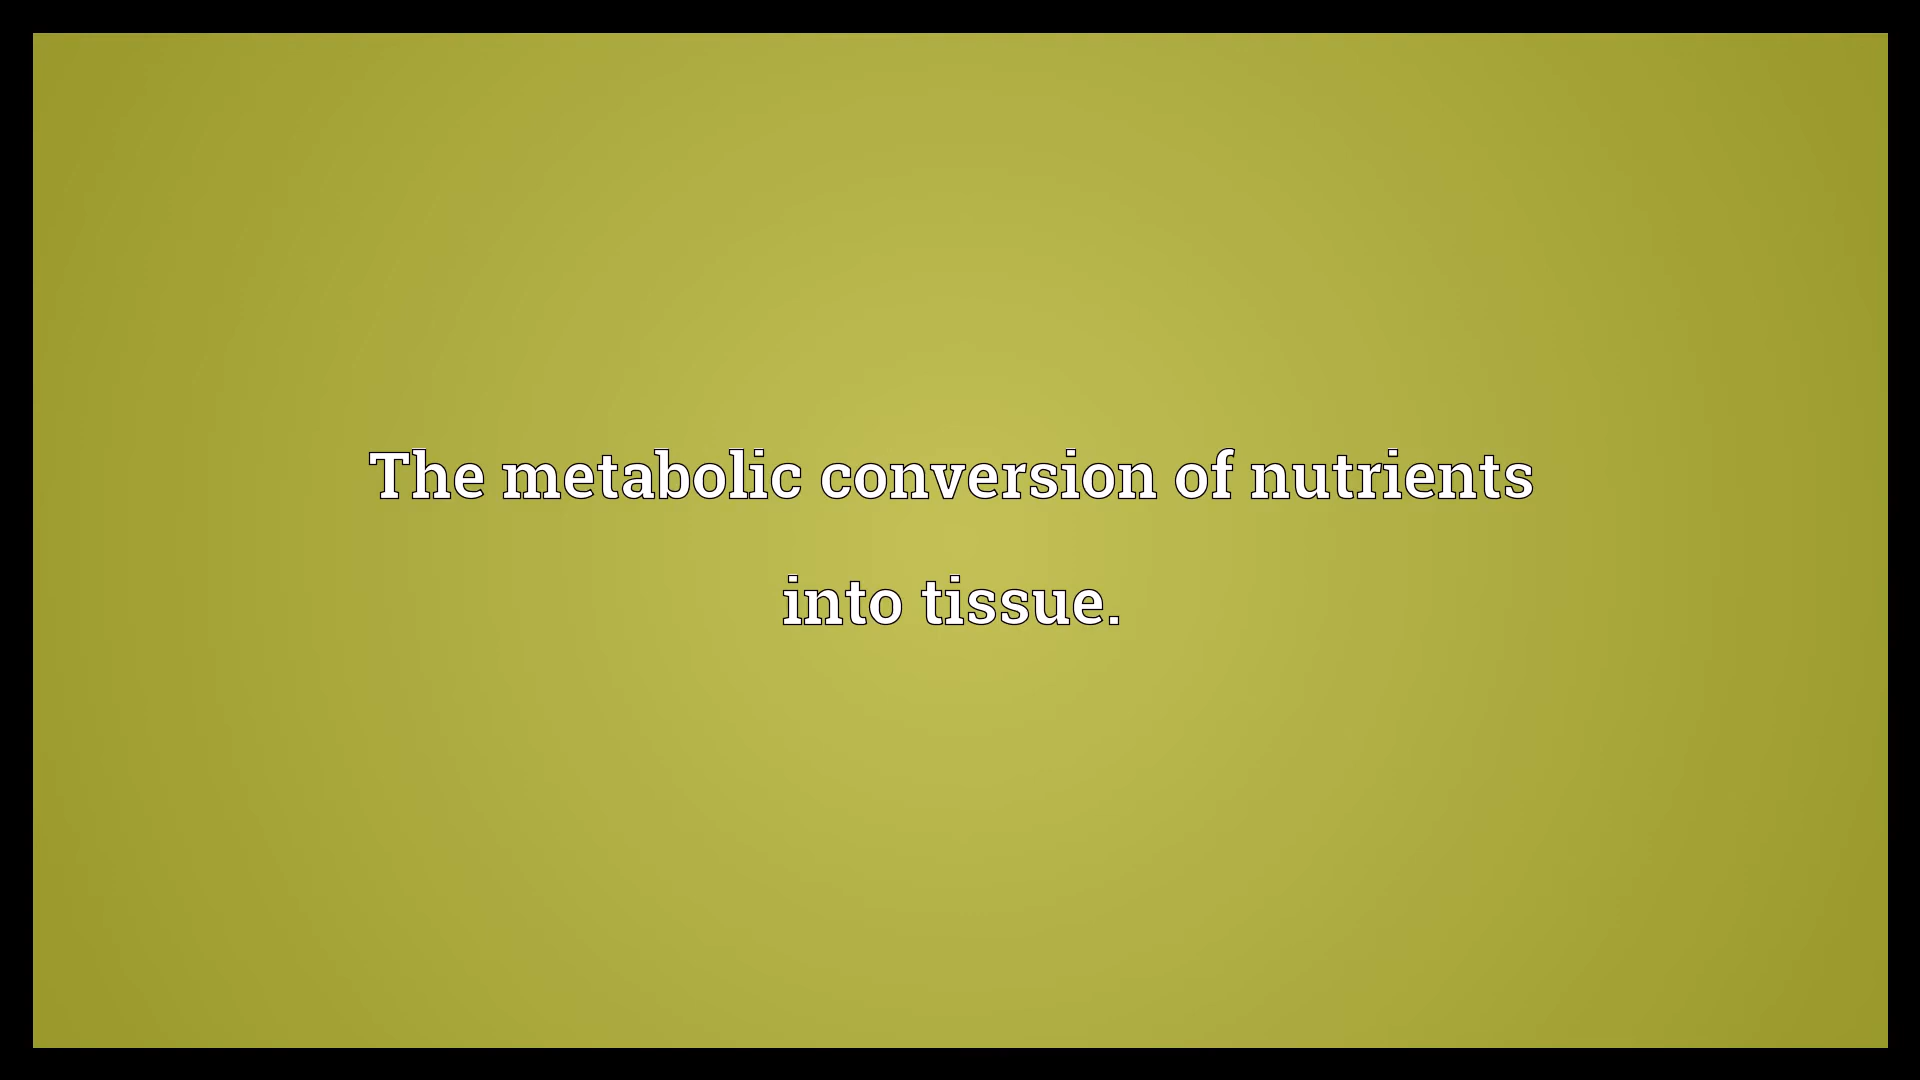 The metabolic conversion of nutrients
into tissue.